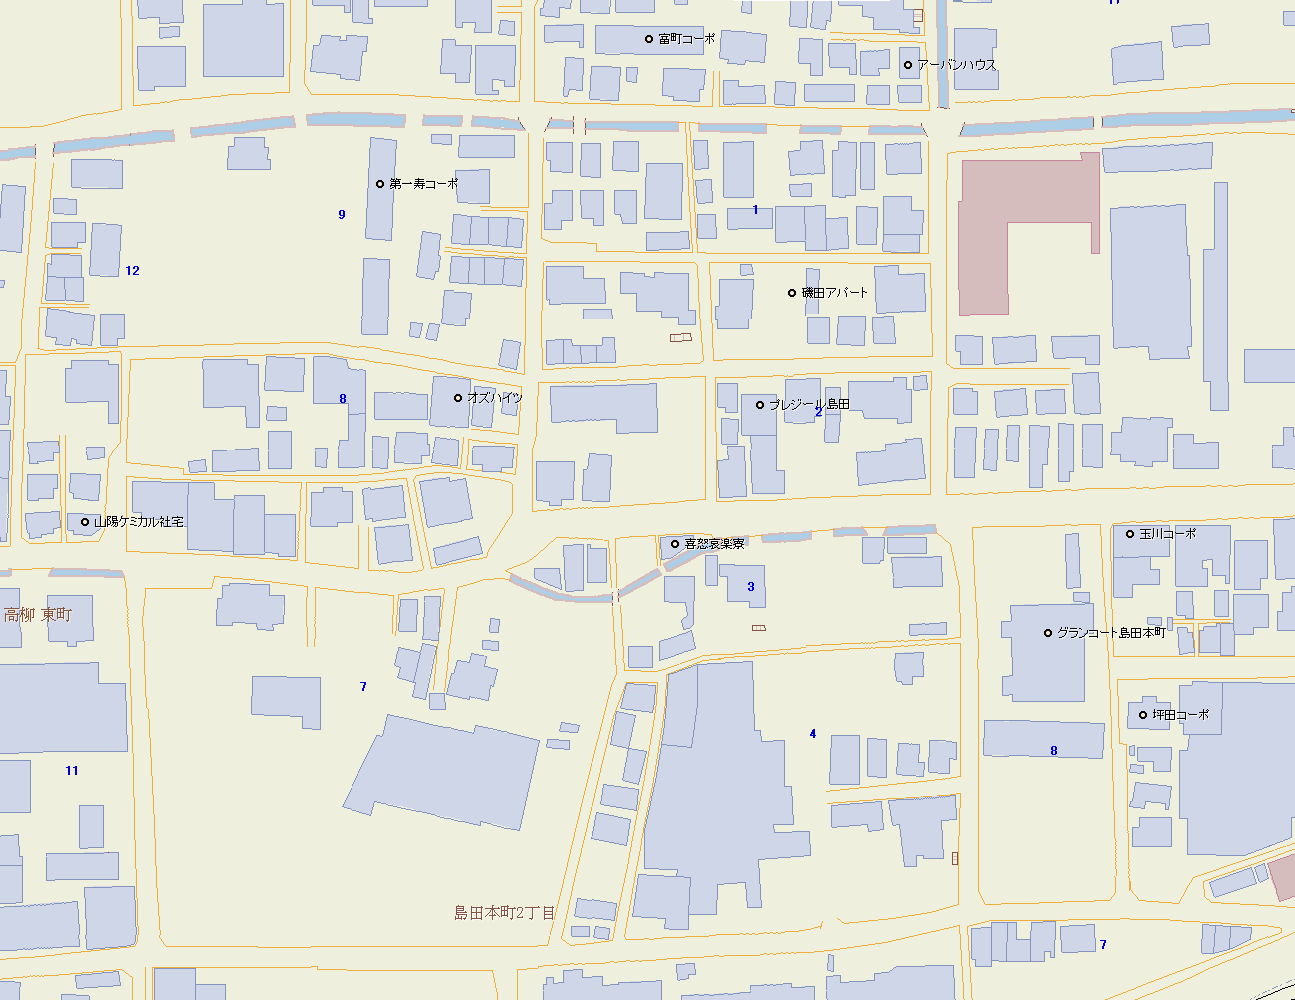 富町コーポ
アーバンハウス
第一寿コーポ
9
1
12
磯田アパート
8
オズハイツ
プレジール島田
2
山陽ケミカル社宅
喜怒哀楽寮
玉川コーポ
3
高柳 東町
グランコート島田本町
7
坪田コーポ
4
8
11
島田本町2丁目
7